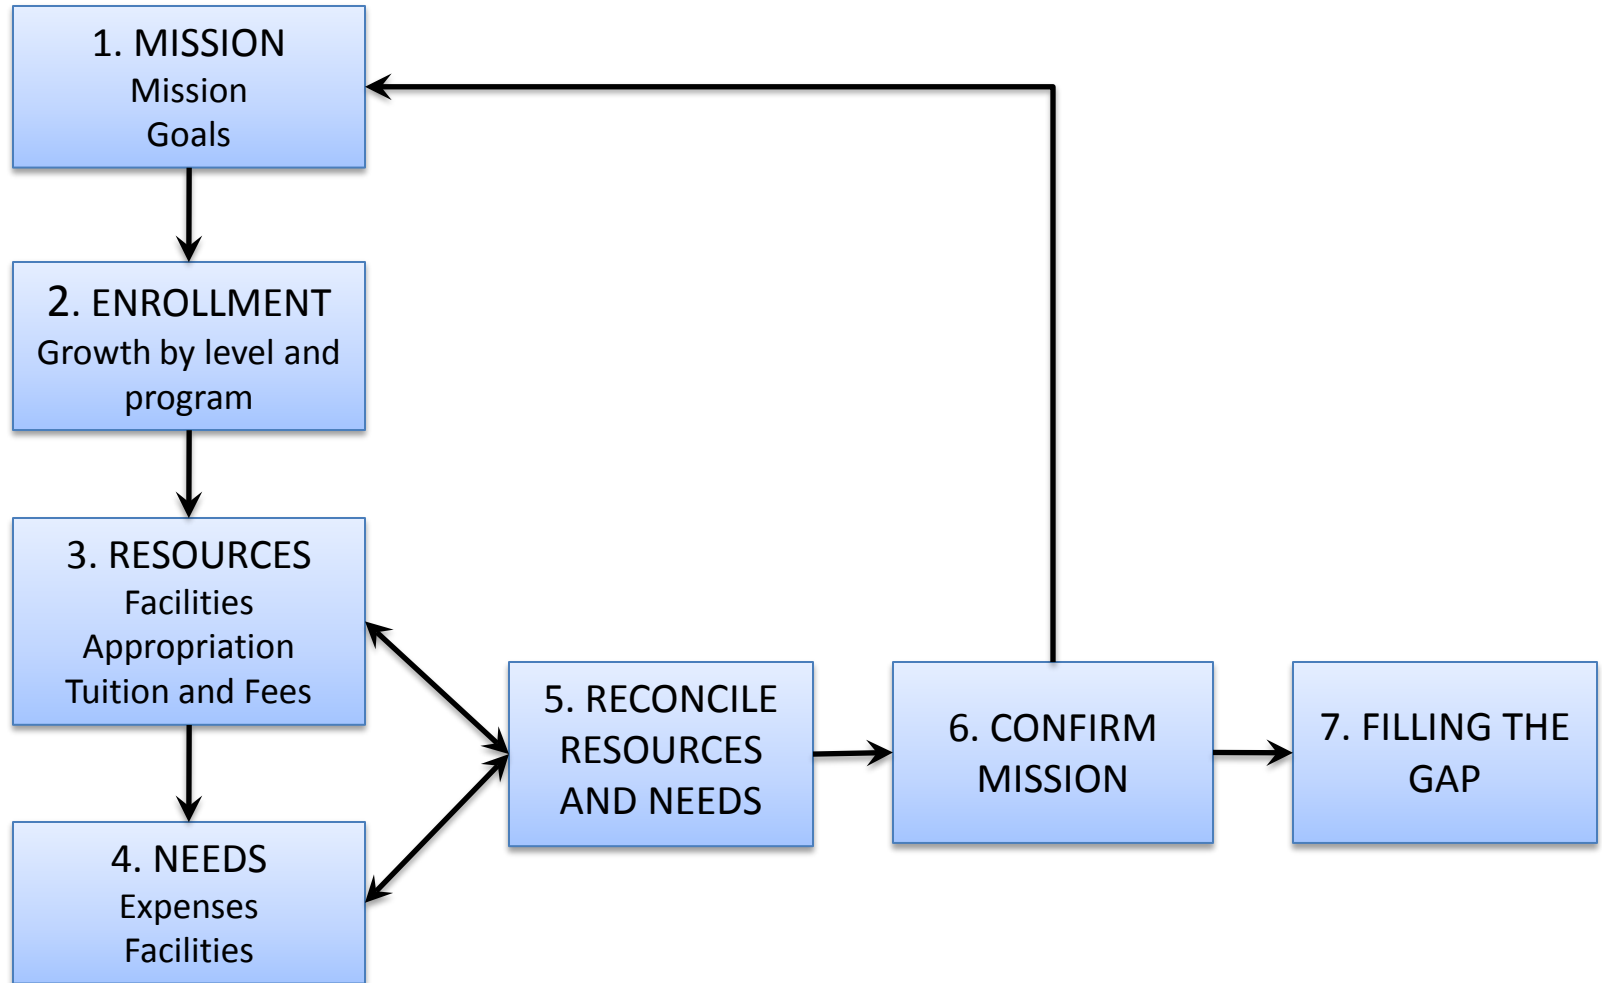 1. MISSION
Mission
Goals
2. ENROLLMENT
Growth by level and
program
3. RESOURCES
Facilities
Appropriation
Tuition and Fees
4. NEEDS
Expenses
Facilities
5. RECONCILE
RESOURCES
AND NEEDS
6. CONFIRM
MISSION
7. FILLING THE
GAP